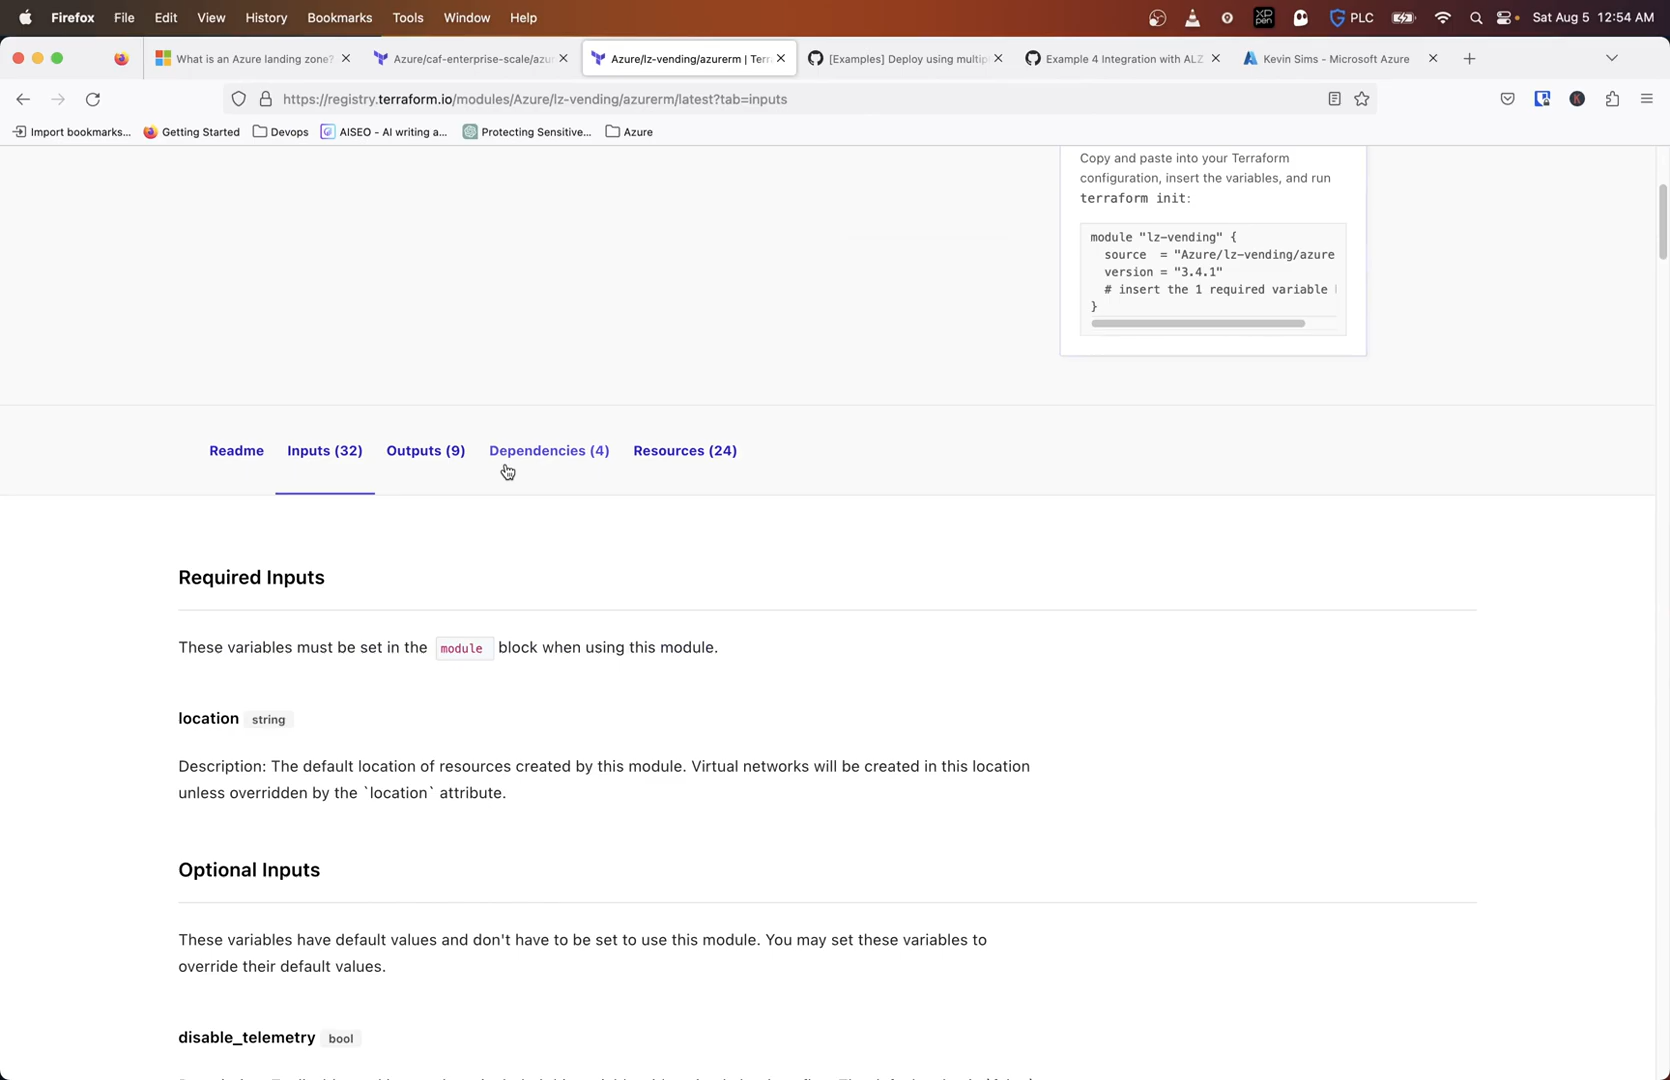 Firefox File Edit View History Bookmarks Tools Window Help PLC Sat Aug 5 12:54 AM
What is an Azure landing zone? Azure/caf-enterprise-scale/azur Azure/lz-vending/azurerm | Terr [Examples] Deploy using multip Example 4 Integration with ALZ Kevin Sims - Microsoft Azure
https://registry.terraform.io/modules/Azure/lz-vending/azurerm/latest?tab=inputs
Import bookmarks... Getting Started Devops AISEO - AI writing a... Protecting Sensitive... Azure
Copy and paste into your Terraform
configuration, insert the variables, and run
terraform init:
module "lz-vending" {
source = "Azure/lz-vending/azure
version = "3.4.1"
# insert the 1 required variable
}
Readme Inputs (32) Outputs (9) Dependencies (4) Resources (24)
Required Inputs
These variables must be set in the module block when using this module.
location string
Description: The default location of resources created by this module. Virtual networks will be created in this location
unless overridden by the `location` attribute.
Optional Inputs
These variables have default values and don't have to be set to use this module. You may set these variables to
override their default values.
disable_telemetry bool